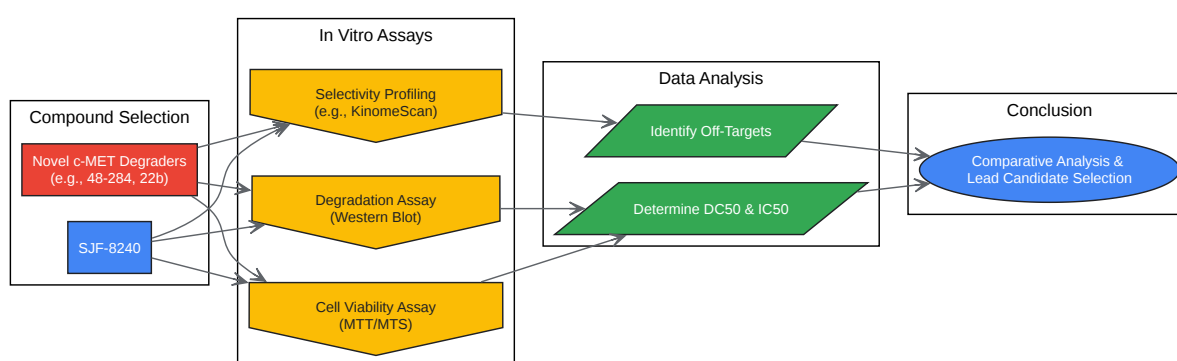 Compound Selection
Novel c-MET Degraders
(e.g., 48-284, 22b)
SJF-8240
In Vitro Assays
Selectivity Profiling
(e.g., KinomeScan)
Degradation Assay
(Western Blot)
Cell Viability Assay
(MTT/MTS)
Data Analysis
Identify Off-Targets
Determine DC50 & IC50
Conclusion
Comparative Analysis &
Lead Candidate Selection